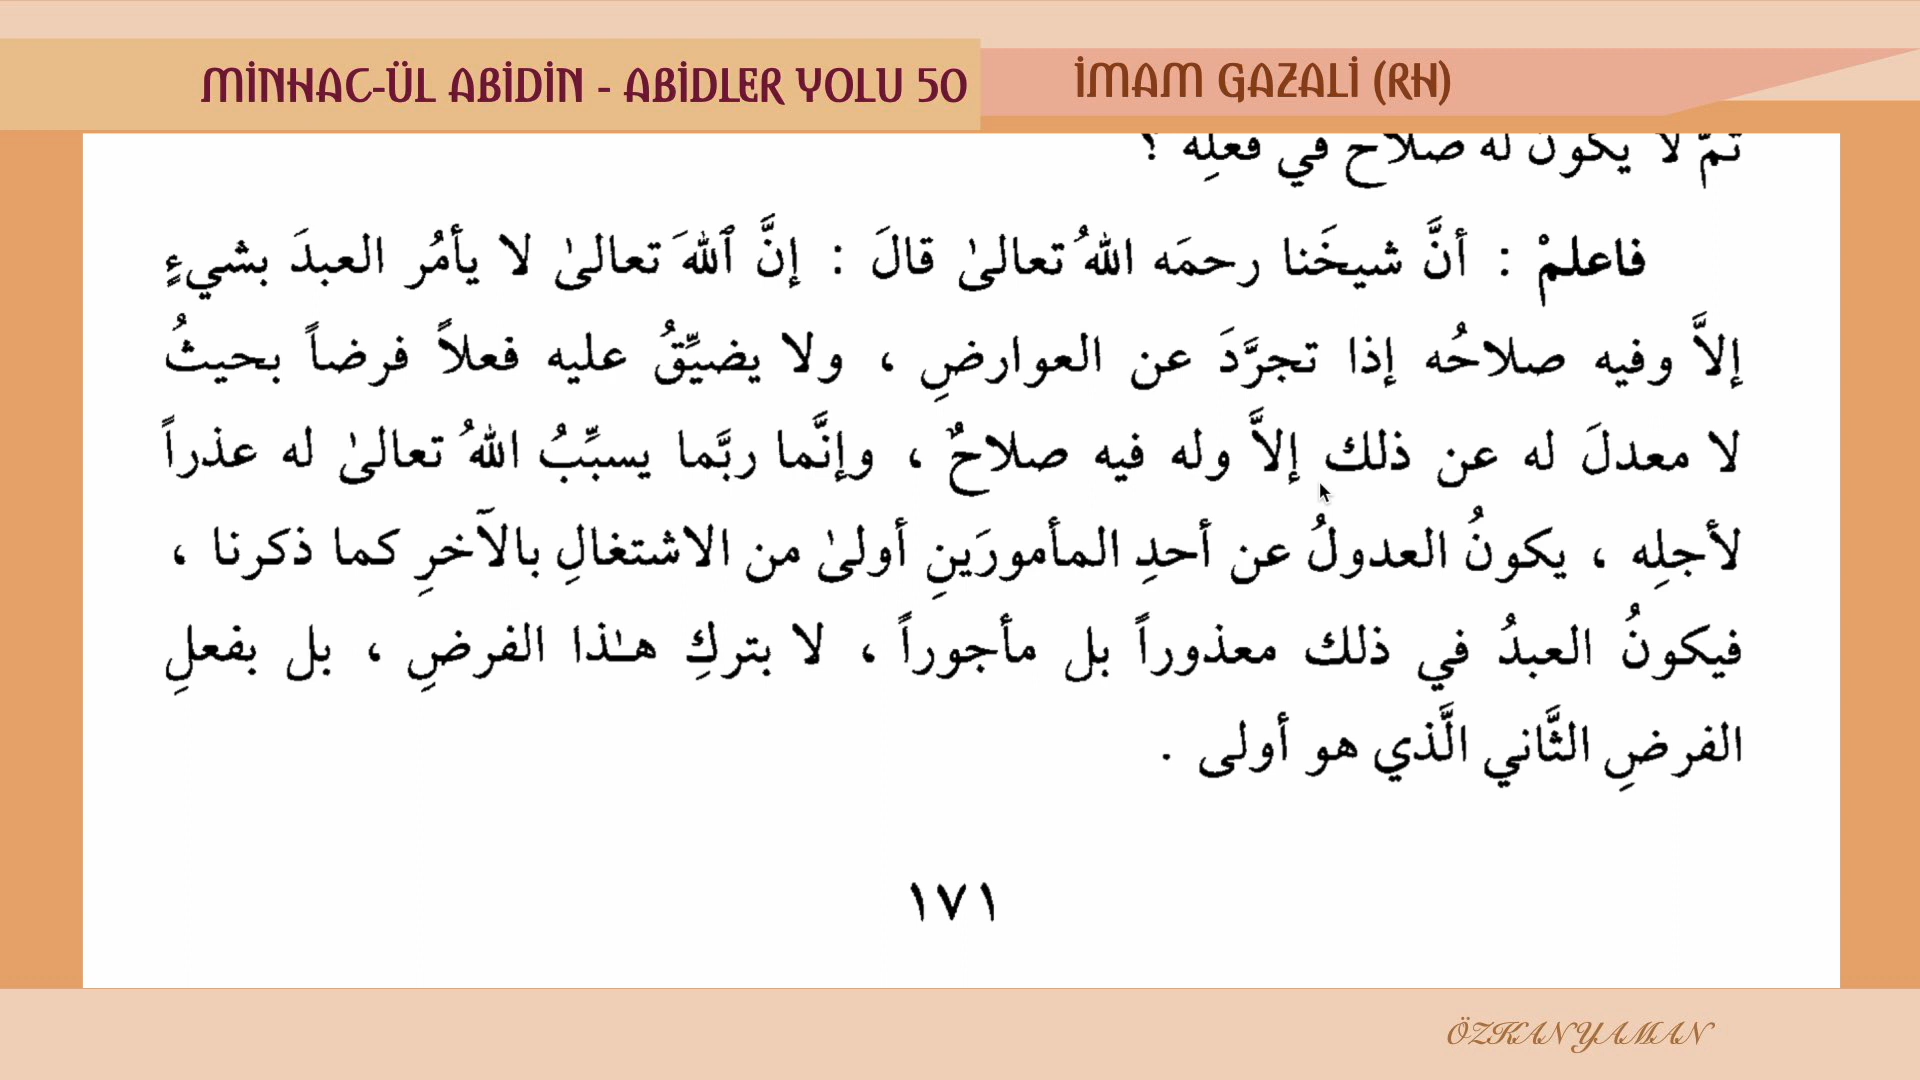 MİNHAC-ÜL ABİDİN - ABİDLER YOLU 50
İMAM GAZALİ (RH)
ثمَّ لا يكون له صلاح في فعلِه ؟
فاعلمْ : أنَّ شيخَنا رحمَه اللهُ تعالىٰ قالَ : إنَّ ٱللهَ تعالىٰ لا يأمُر العبدَ بشيءٍ
إلاَّ وفيه صلاحُه إذا تجرَّدَ عن العوارضِ ، ولا يضيِّقُ عليه فعلاً فرضاً بحيثُ
لا معدلَ له عن ذلك إلاَّ وله فيه صلاحٌ ، وإنَّما ربَّما يسبِّبُ اللهُ تعالىٰ له عذراً
لأجلِه ، يكونُ العدولُ عن أحدِ المأمورَينِ أولىٰ من الاشتغالِ بالآخرِ كما ذكرنا ،
فيكونُ العبدُ في ذلك معذوراً بل مأجوراً ، لا بتركِ هـٰذا الفرضِ ، بل بفعلِ
الفرضِ الثَّاني الَّذي هو أولى .
١٧١
ÖZKAN YAMAN